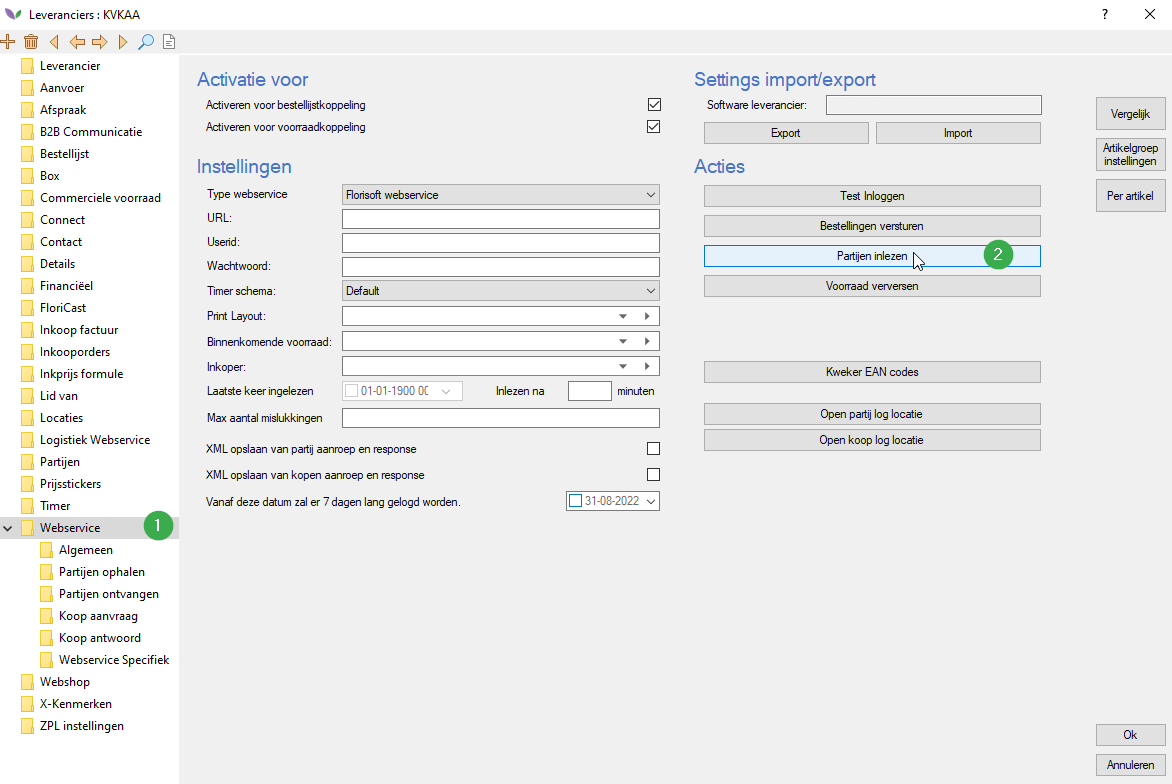 Leveranciers : KVKAA
?
Leverancier
Aanvoer
Afspraak
B2B Communicatie
Bestellijst
Box
Commerciele voorraad
Connect
Contact
Details
Financiëel
FloriCast
Inkoop factuur
Inkooporders
Inkprijs formule
Lid van
Locaties
Logistiek Webservice
Partijen
Prijsstickers
Timer
Webservice 1
Algemeen
Partijen ophalen
Partijen ontvangen
Koop aanvraag
Koop antwoord
Webservice Specifiek
Webshop
X-Kenmerken
ZPL instellingen
Activatie voor
Activeren voor bestellijstkoppeling
Activeren voor voorraadkoppeling
Instellingen
Type webservice Florisoft webservice
URL:
Userid:
Wachtwoord:
Timer schema: Default
Print Layout:
Binnenkomende voorraad:
Inkoper:
Laatste keer ingelezen 01-01-1900 00 Inlezen na minuten
Max aantal mislukkingen
XML opslaan van partij aanroep en response
XML opslaan van kopen aanroep en response
Vanaf deze datum zal er 7 dagen lang gelogd worden. 31-08-2022
Settings import/export
Software leverancier:
Export Import
Acties
Test Inloggen
Bestellingen versturen
Partijen inlezen 2
Voorraad verversen
Kweker EAN codes
Open partij log locatie
Open koop log locatie
Vergelijk
Artikelgroep
instellingen
Per artikel
Ok
Annuleren